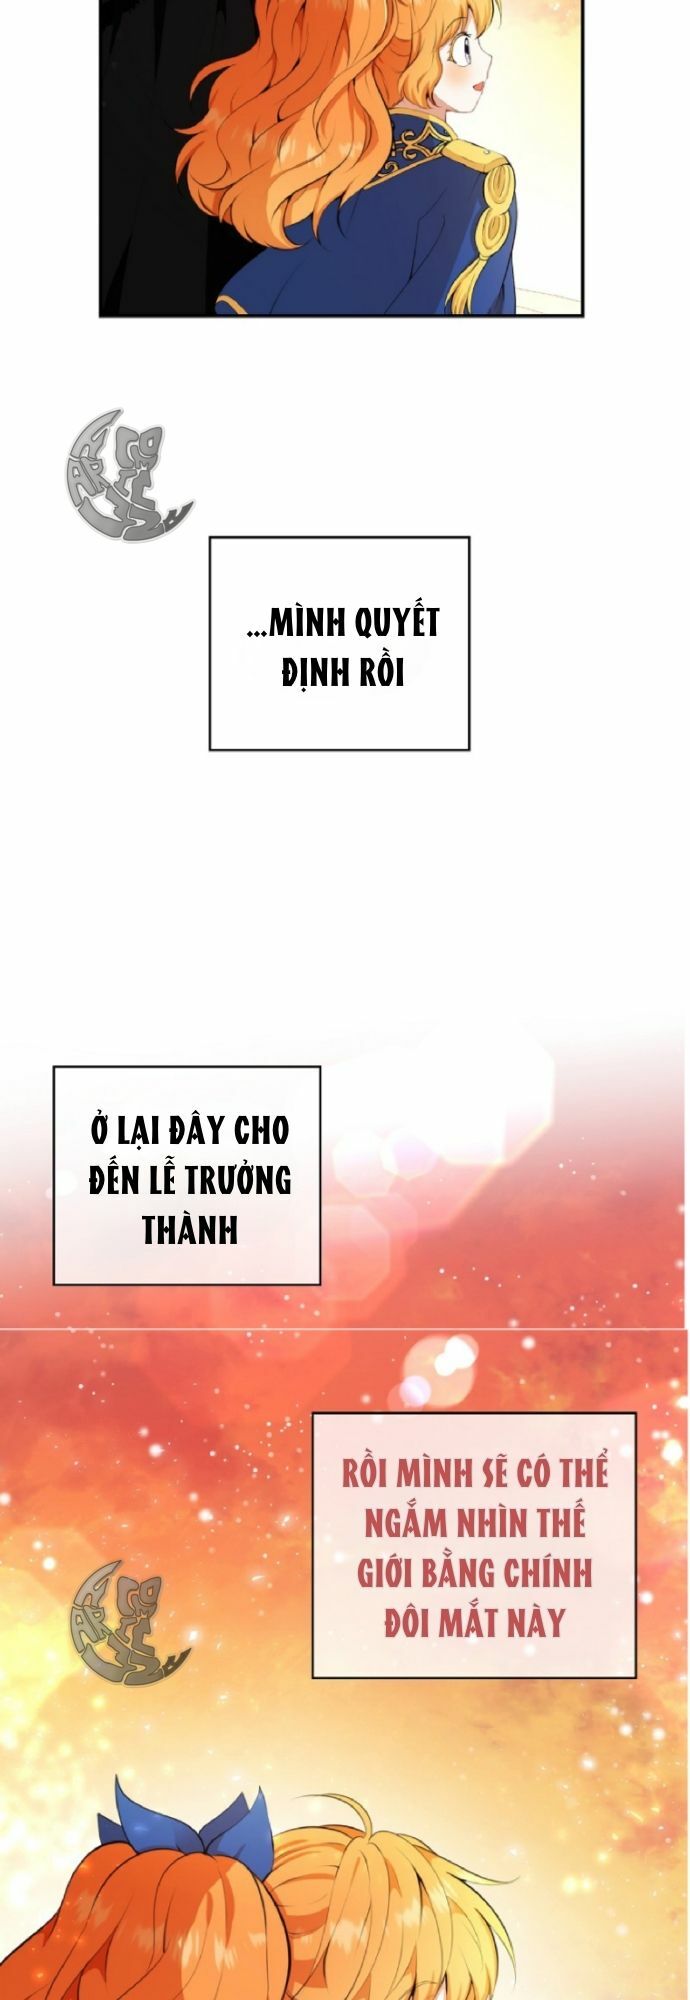 ...MÌNH QUYẾT
ĐỊNH RỒI
Ở LẠI ĐÂY CHO
ĐẾN LỄ TRƯỞNG
THÀNH
RỒI MÌNH SẼ CÓ THỂ
NGẮM NHÌN THẾ
GIỚI BẰNG CHÍNH
ĐÔI MẮT NÀY